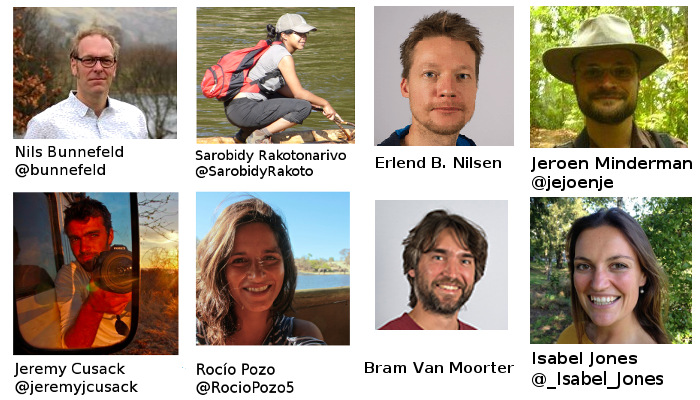 Nils Bunnefeld
@bunnefeld
Sarobidy Rakotonarivo
@SarobidyRakoto
Erlend B. Nilsen
Jeroen Minderman
@jejoenje
Jeremy Cusack
@jeremyjcusack
Rocío Pozo
@RocioPozo5
Bram Van Moorter
Isabel Jones
@_Isabel_Jones